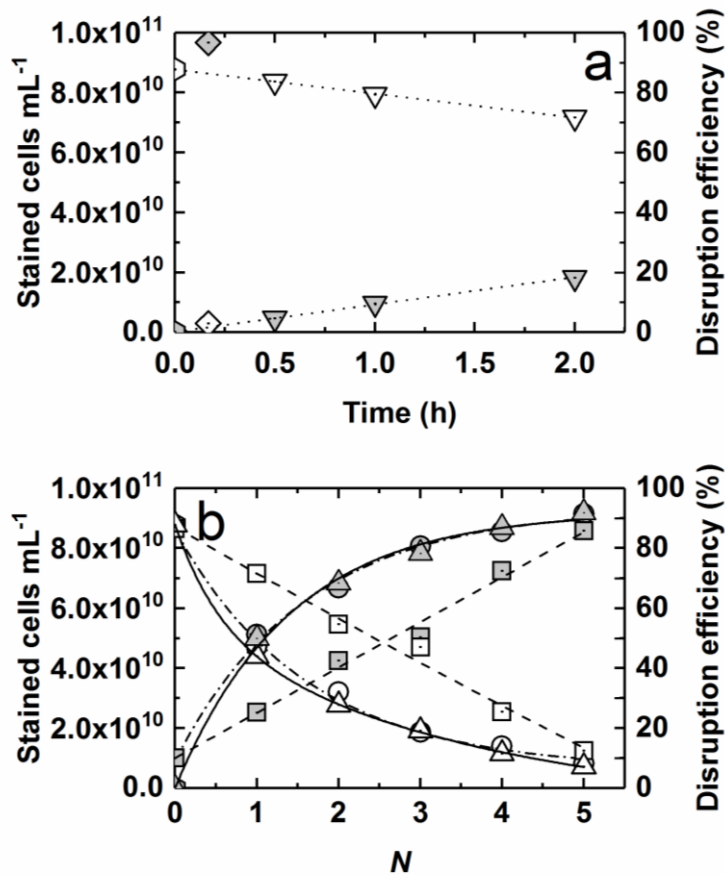 a
1.0x10¹¹
8.0x10¹⁰
6.0x10¹⁰
4.0x10¹⁰
2.0x10¹⁰
0.0
Stained cells mL⁻¹
100
80
60
40
20
0
Disruption efficiency (%)
0.0 0.5 1.0 1.5 2.0
Time (h)
b
1.0x10¹¹
8.0x10¹⁰
6.0x10¹⁰
4.0x10¹⁰
2.0x10¹⁰
0.0
Stained cells mL⁻¹
100
80
60
40
20
0
Disruption efficiency (%)
0 1 2 3 4 5
N